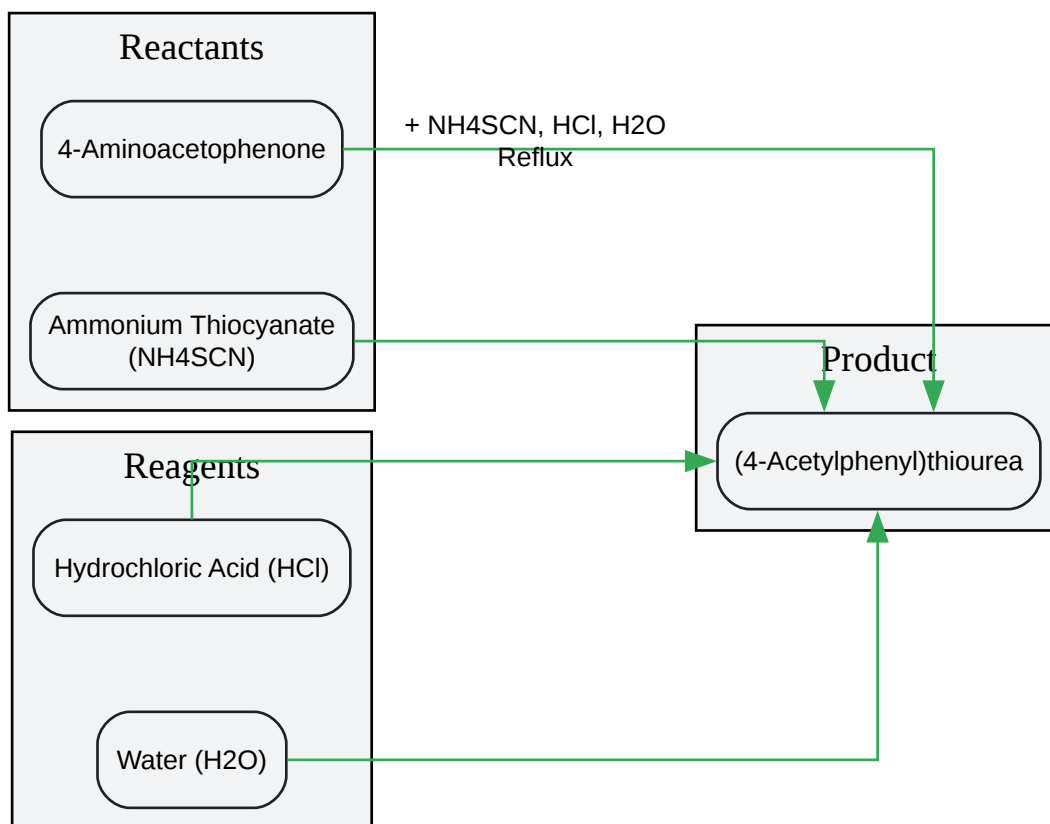 Reactants
4-Aminoacetophenone
+ NH4SCN, HCl, H2O
Reflux
Ammonium Thiocyanate
(NH4SCN)
Product
(4-Acetylphenyl)thiourea
Reagents
Hydrochloric Acid (HCl)
Water (H2O)